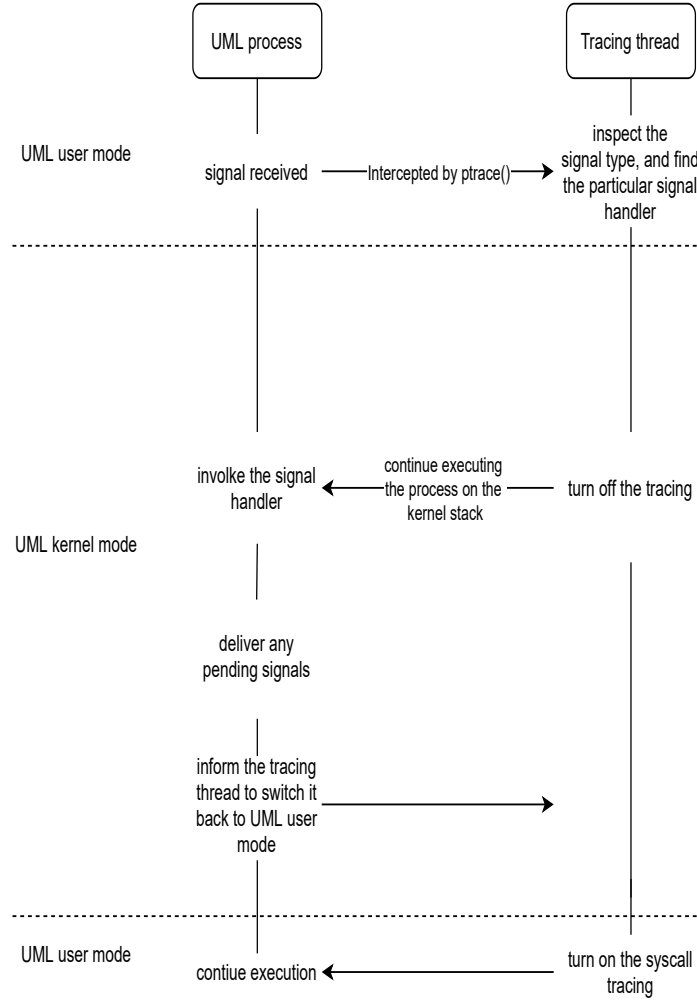 UML process
Tracing thread
UML user mode
signal received
Intercepted by ptrace()
inspect the
signal type, and find
the particular signal
handler
involke the signal
handler
continue executing
the process on the
kernel stack
turn off the tracing
UML kernel mode
deliver any
pending signals
inform the tracing
thread to switch it
back to UML user
mode
UML user mode
contiue execution
turn on the syscall
tracing